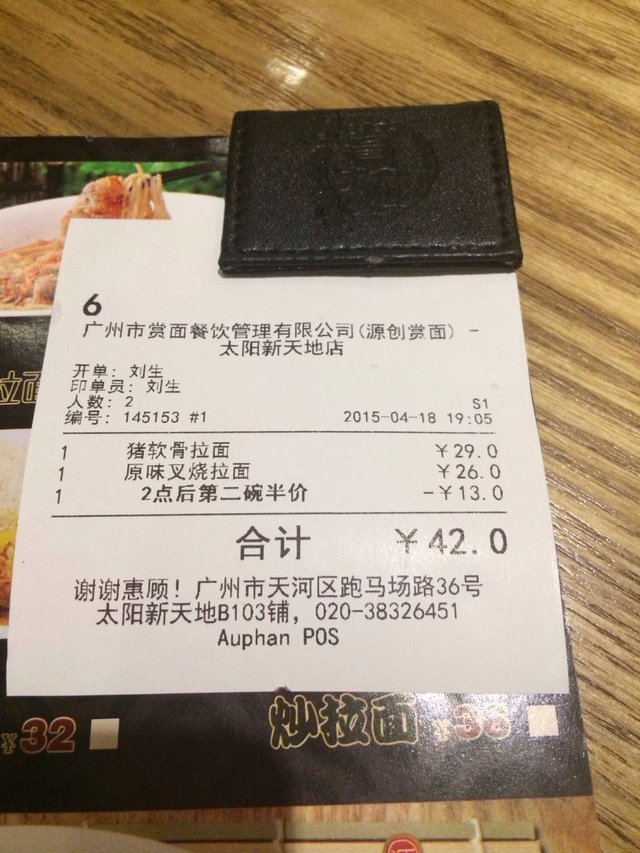 6
广州市赏面餐饮管理有限公司(源创赏面) -
太阳新天地店
开单: 刘生
印单员: 刘生
人数: 2
S1
编号: 145153 #1 2015-04-18 19:05
1 猪软骨拉面 ￥29.0
1 原味叉烧拉面 ￥26.0
1 2点后第二碗半价 -￥13.0
合计 ￥42.0
谢谢惠顾! 广州市天河区跑马场路36号
太阳新天地B103铺, 020-38326451
Auphan POS
拉面
¥32
炒拉面 ¥36